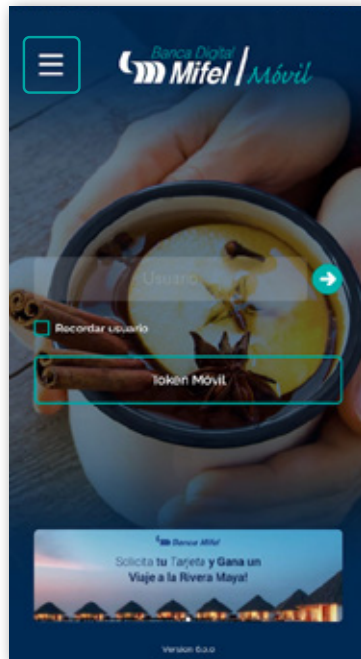 Banca Digital
Mifel Móvil
Usuario
Recordar usuario
Token Móvil
Banca Mifel
Solicita tu Tarjeta y Gana un
Viaje a la Rivera Maya!
Version 6.0.0